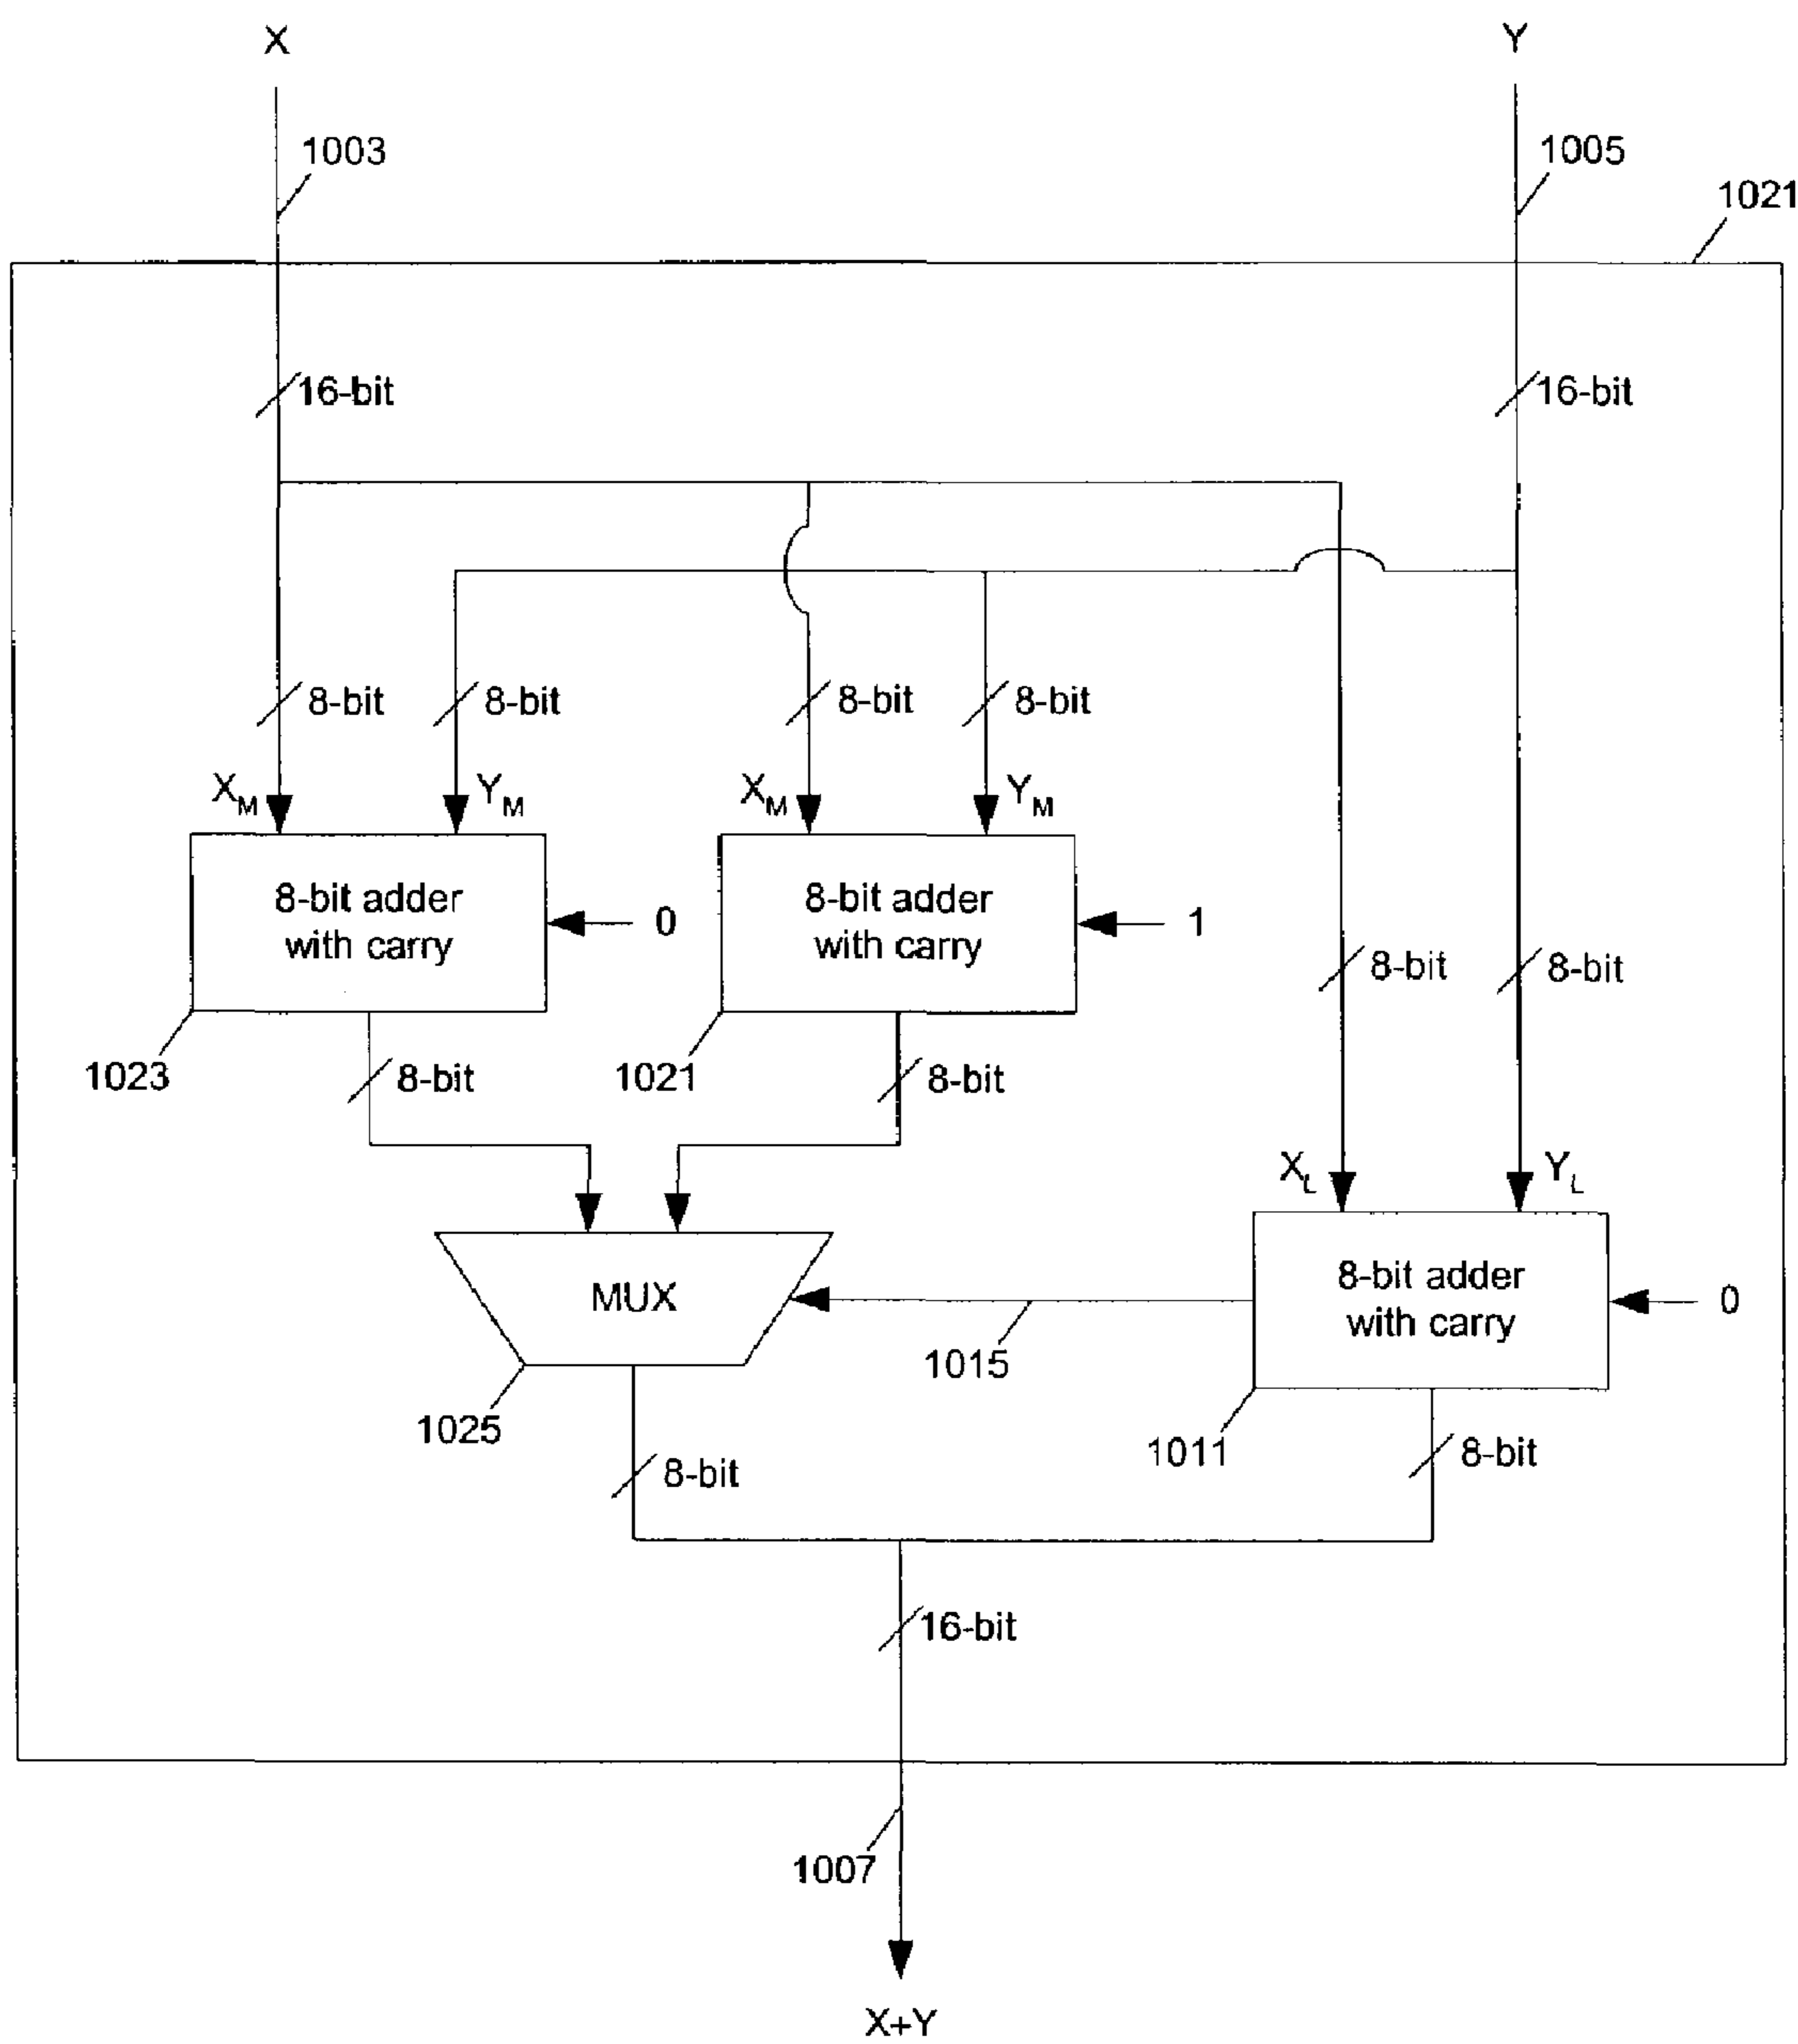 X
Y
1003
1005
1021
16-bit
16-bit
8-bit
8-bit
8-bit
8-bit
XM
YM
XM
YM
8-bit adder
with carry
0
8-bit adder
with carry
1
8-bit
8-bit
1023
8-bit
1021
8-bit
XL
YL
MUX
8-bit adder
with carry
0
1015
1025
1011
8-bit
8-bit
16-bit
1007
X+Y